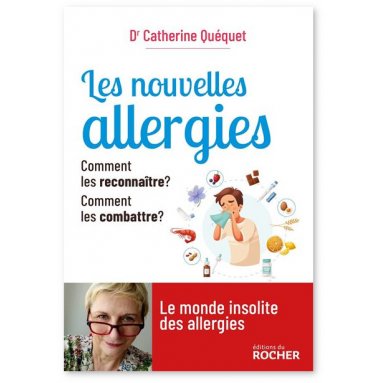 Dr Catherine Quéquet
Les nouvelles
allergies
Comment
les reconnaître?
Comment
les combattre?
Le monde insolite
des allergies
éditions du
ROCHER